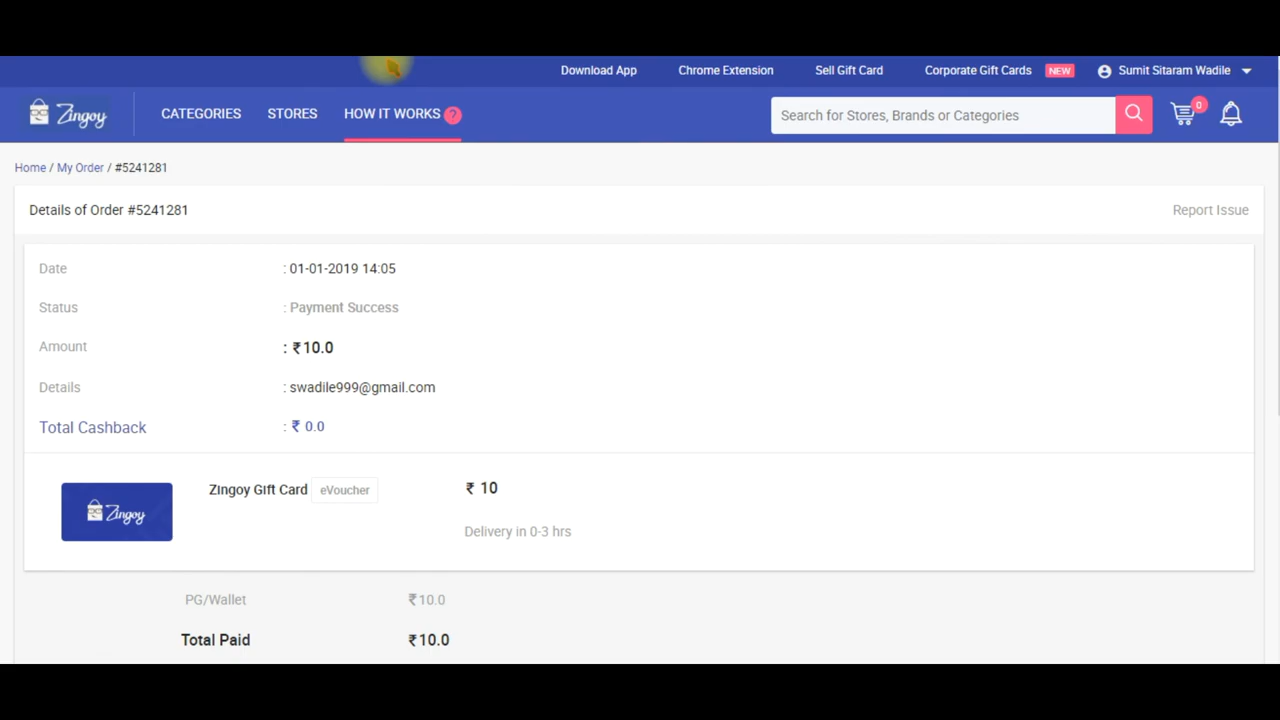 Download App Chrome Extension Sell Gift Card Corporate Gift Cards NEW Sumit Sitaram Wadile
Zingoy CATEGORIES STORES HOW IT WORKS ? Search for Stores, Brands or Categories 0
Home / My Order / #5241281
Details of Order #5241281 Report Issue
Date : 01-01-2019 14:05
Status : Payment Success
Amount : ₹10.0
Details : swadile999@gmail.com
Total Cashback : ₹ 0.0
Zingoy Zingoy Gift Card eVoucher ₹ 10
Delivery in 0-3 hrs
PG/Wallet ₹10.0
Total Paid ₹10.0